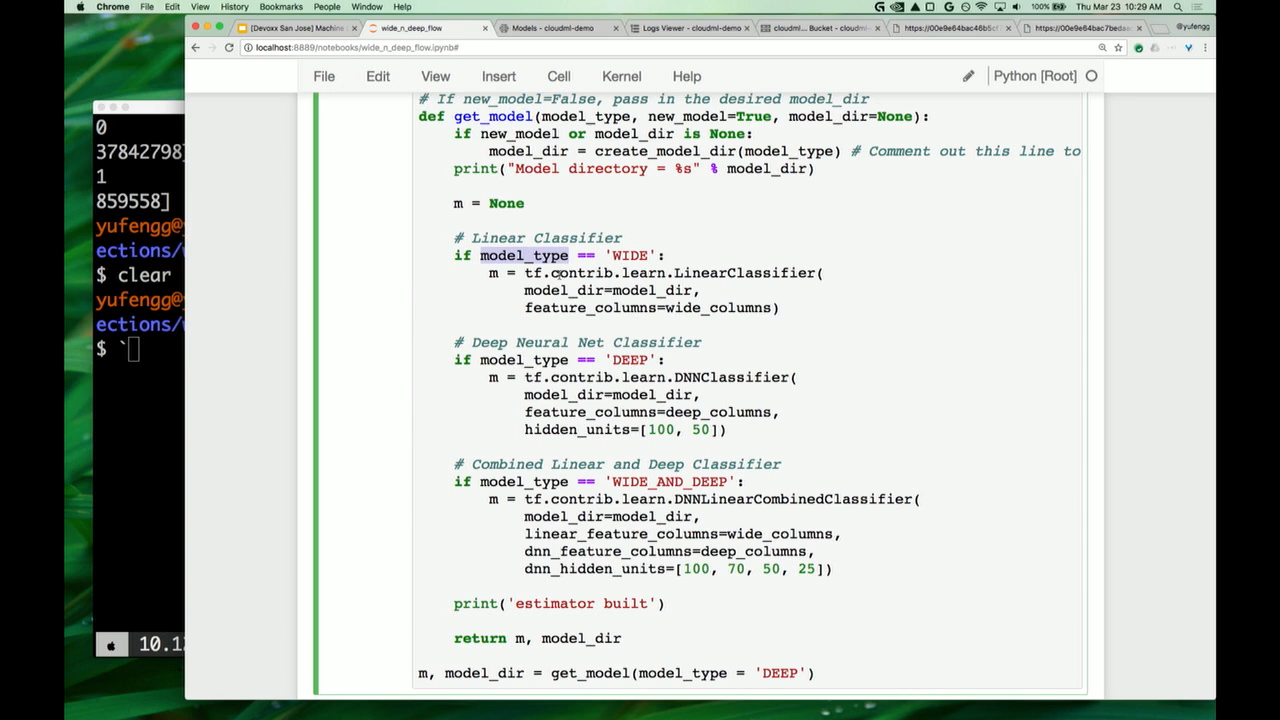 Chrome File Edit View History Bookmarks People Window Help 100% Thu Mar 23 10:29 AM yufengg
[Devoxx San Jose] Machine wide_n_deep_flow Models - cloudml-demo Logs Viewer - cloudml-demo cloudml... Bucket - cloudml https://00e9e64bac46b5cf https://00e9e64bac7bedaa @yufengg
localhost:8889/notebooks/wide_n_deep_flow.ipynb#
File Edit View Insert Cell Kernel Help Python [Root]
0
37842798]
1
859558]
yufengg@
ections/w
$ clear
yufengg@
ections/w
$ `
10.12
# If new_model=False, pass in the desired model_dir
def get_model(model_type, new_model=True, model_dir=None):
if new_model or model_dir is None:
model_dir = create_model_dir(model_type) # Comment out this line to
print("Model directory = %s" % model_dir)
m = None
# Linear Classifier
if model_type == 'WIDE':
m = tf.contrib.learn.LinearClassifier(
model_dir=model_dir,
feature_columns=wide_columns)
# Deep Neural Net Classifier
if model_type == 'DEEP':
m = tf.contrib.learn.DNNClassifier(
model_dir=model_dir,
feature_columns=deep_columns,
hidden_units=[100, 50])
# Combined Linear and Deep Classifier
if model_type == 'WIDE_AND_DEEP':
m = tf.contrib.learn.DNNLinearCombinedClassifier(
model_dir=model_dir,
linear_feature_columns=wide_columns,
dnn_feature_columns=deep_columns,
dnn_hidden_units=[100, 70, 50, 25])
print('estimator built')
return m, model_dir
m, model_dir = get_model(model_type = 'DEEP')